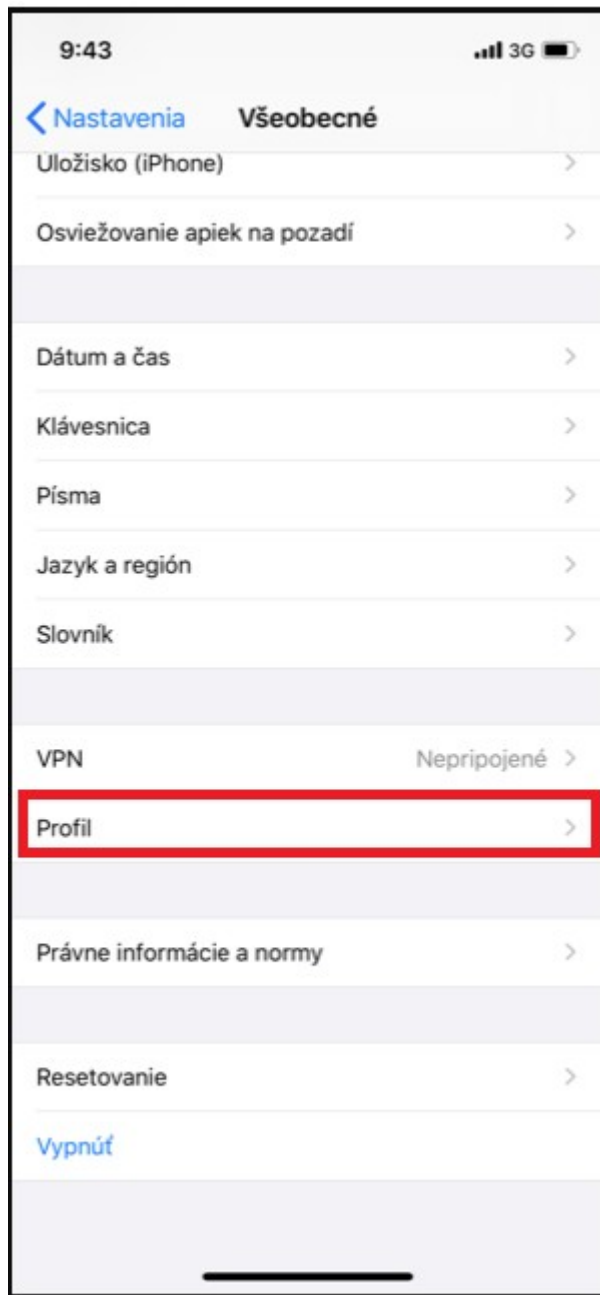 9:43
3G
Nastavenia
Všeobecné
Úložisko (iPhone)
Osviežovanie apiek na pozadí
Dátum a čas
Klávesnica
Písma
Jazyk a región
Slovník
VPN
Nepripojené
Profil
Právne informácie a normy
Resetovanie
Vypnúť